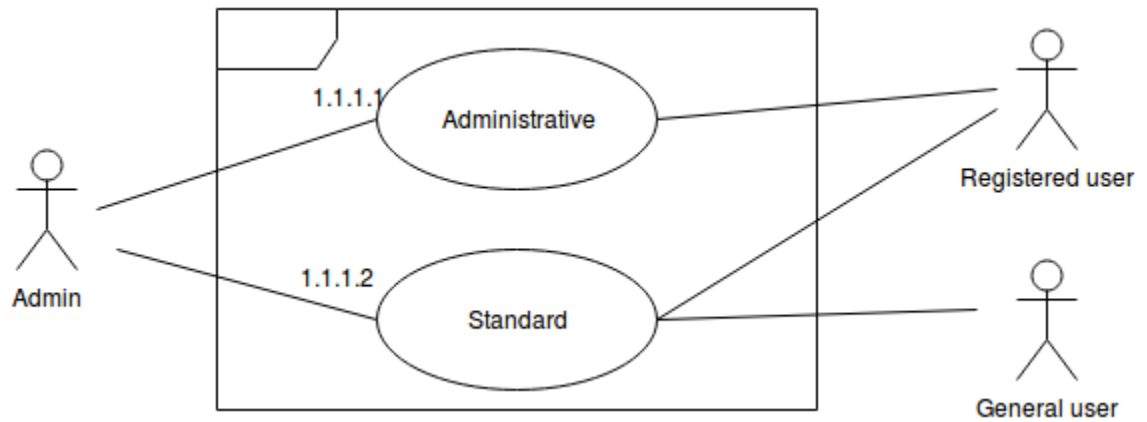 1.1.1.1
Administrative
Registered user
Admin
1.1.1.2
Standard
General user